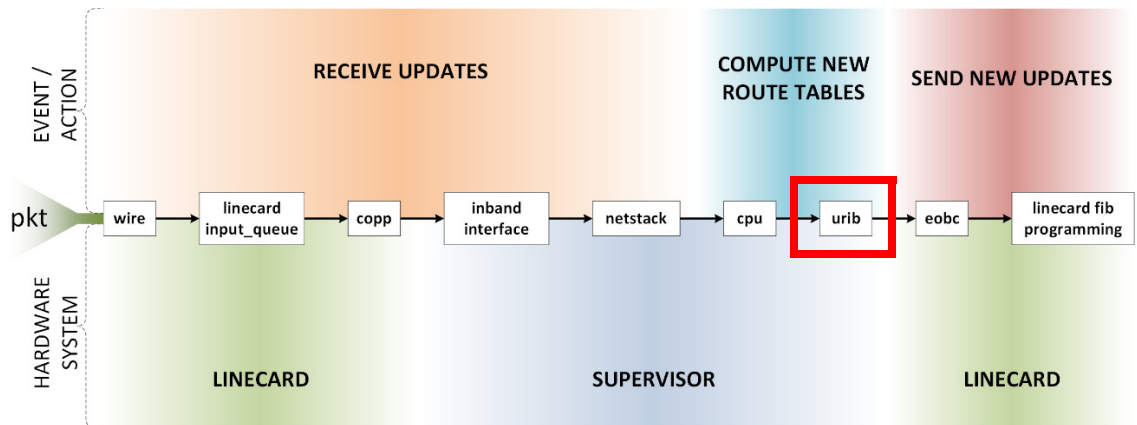 EVENT /
ACTION
RECEIVE UPDATES
COMPUTE NEW
ROUTE TABLES
SEND NEW UPDATES
pkt
wire
linecard
input_queue
copp
inband
interface
netstack
cpu
urib
eobc
linecard fib
programming
HARDWARE
SYSTEM
LINECARD
SUPERVISOR
LINECARD